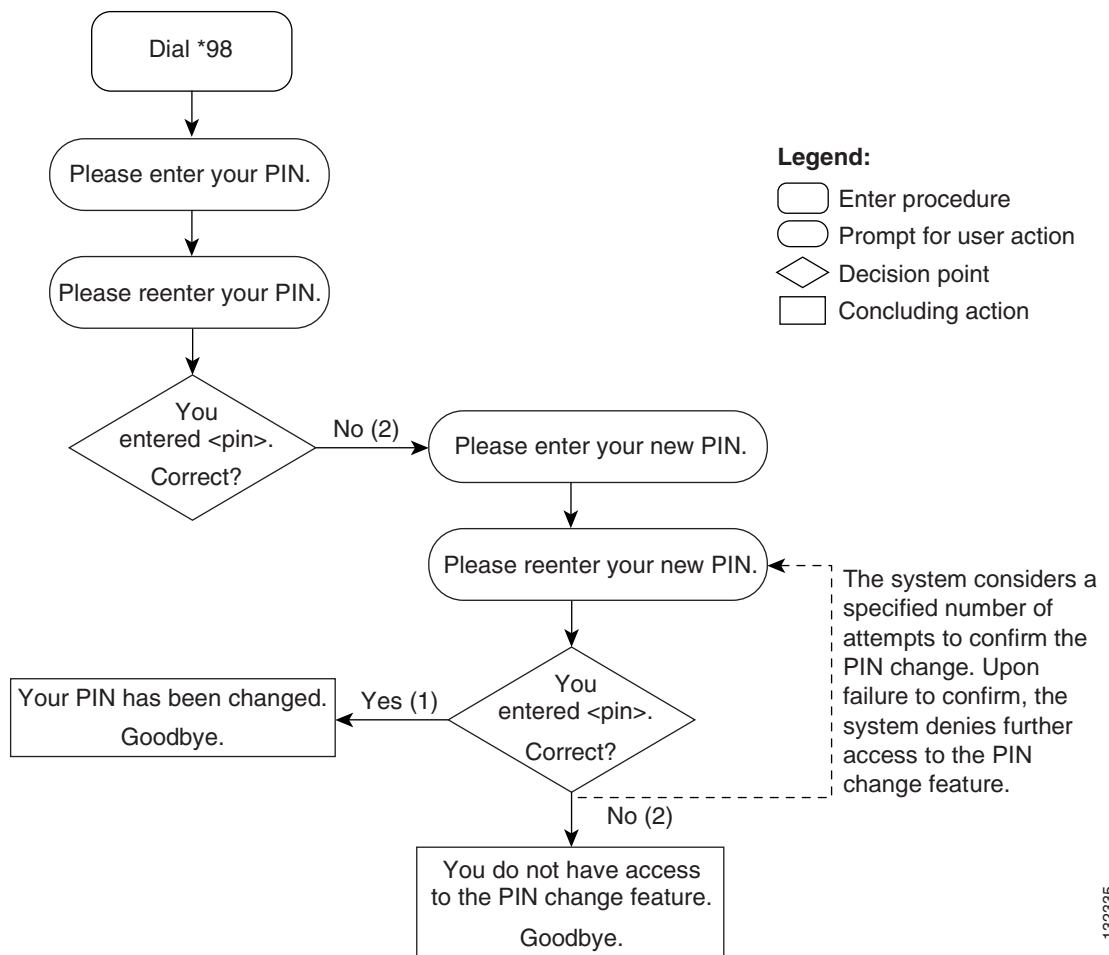 Dial *98
Please enter your PIN.
Please reenter your PIN.
You
entered <pin>.
Correct?
No (2)
Please enter your new PIN.
Please reenter your new PIN.
You
entered <pin>.
Correct?
Yes (1)
Your PIN has been changed.
Goodbye.
No (2)
You do not have access
to the PIN change feature.
Goodbye.
The system considers a
specified number of
attempts to confirm the
PIN change. Upon
failure to confirm, the
system denies further
access to the PIN
change feature.
Legend:
Enter procedure
Prompt for user action
Decision point
Concluding action
132335